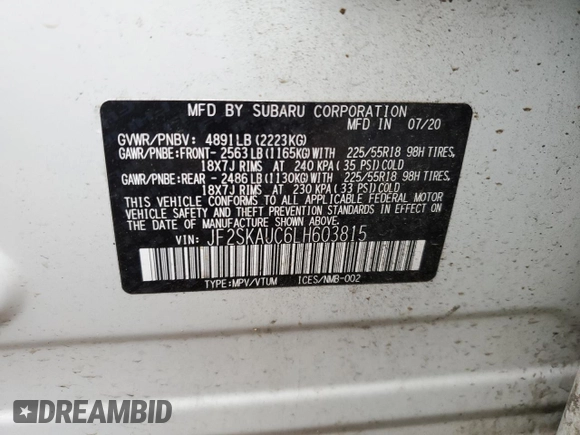 MFD BY SUBARU CORPORATION
MFD IN 07/20
GVWR/PNBV: 4891LB (2223KG)
GAWR/PNBE:FRONT- 2563LB (1165KG)WITH 225/55R18 98H TIRES,
18X7J RIMS AT 240 KPA (35 PSI)COLD
GAWR/PNBE:REAR - 2486LB (1130KG)WITH 225/55R18 98H TIRES,
18X7J RIMS AT 230 KPA (33 PSI)COLD
THIS VEHICLE CONFORMS TO ALL APPLICABLE FEDERAL MOTOR
VEHICLE SAFETY AND THEFT PREVENTION STANDARDS IN EFFECT
ON THE DATE OF MANUFACTURE SHOWN ABOVE.
VIN: JF2SKAUC6LH603815
TYPE:MPV/VTUM ICES/NMB-002
DREAMBID